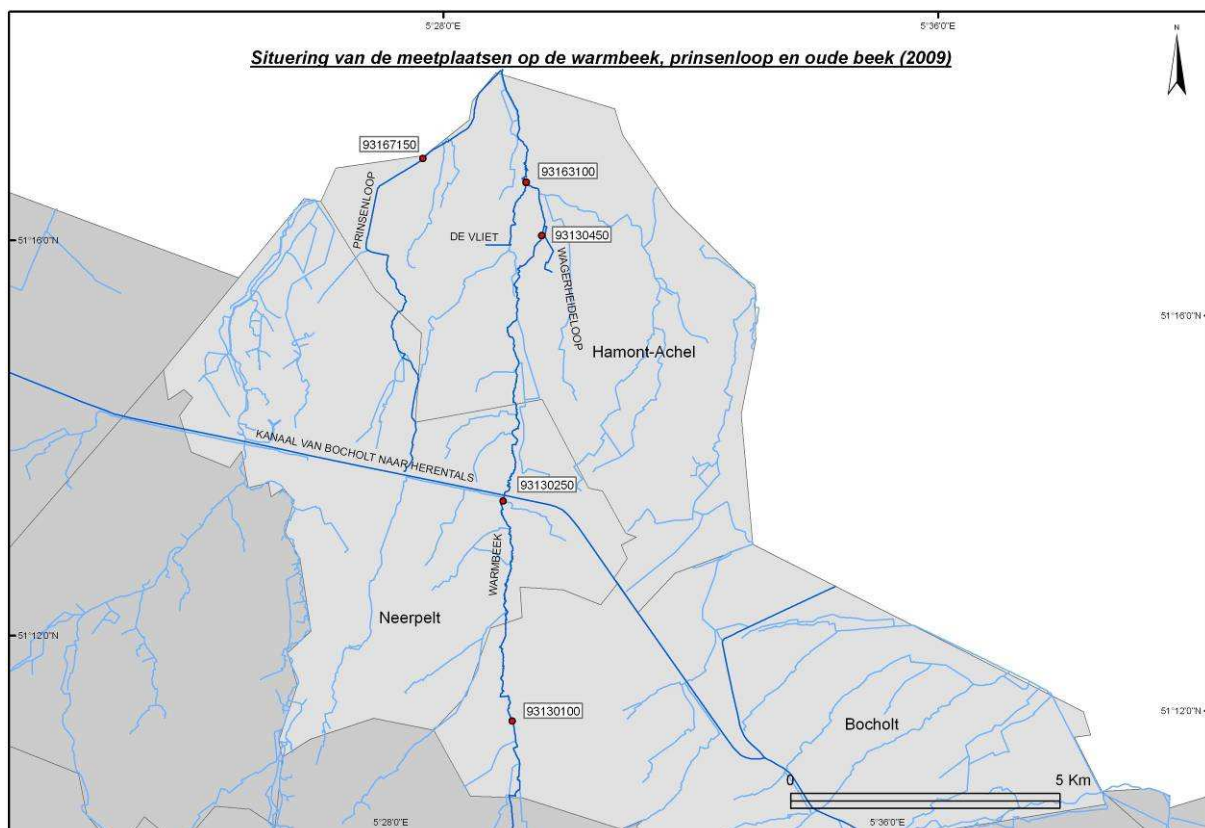 5°28'0"E
5°36'0"E
Situering van de meetplaatsen op de warmbeek, prinsenloop en oude beek (2009)
N
93167150
93163100
PRINSENLOOP
DE VLIET
93130450
51°16'0"N
WAGERHEIDELOOP
51°16'0"N
Hamont-Achel
KANAAL VAN BOCHOLT NAAR HERENTALS
93130250
WARMBEEK
Neerpelt
51°12'0"N
93130100
51°12'0"N
Bocholt
0
5 Km
5°28'0"E
5°36'0"E